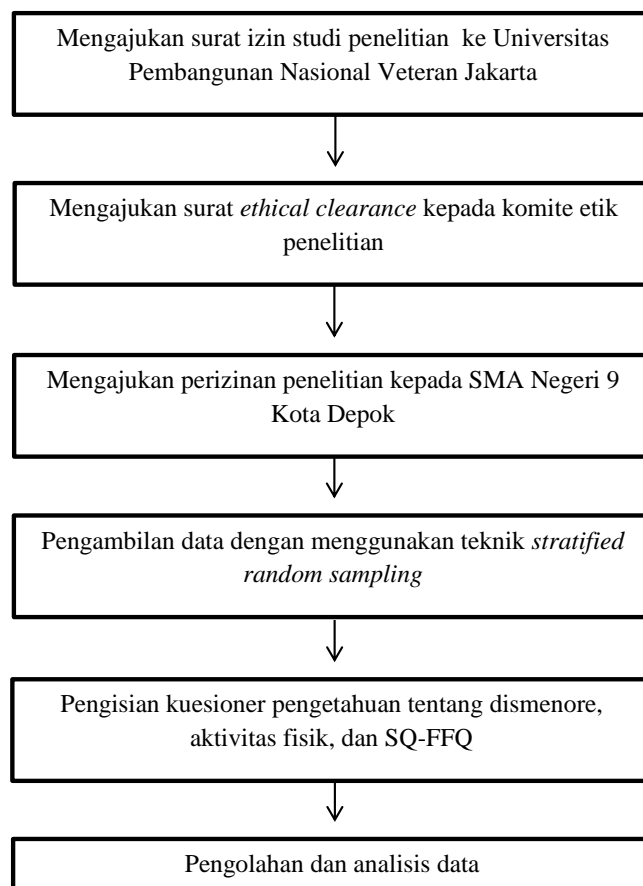 Mengajukan surat izin studi penelitian ke Universitas
Pembangunan Nasional Veteran Jakarta
Mengajukan surat ethical clearance kepada komite etik
penelitian
Mengajukan perizinan penelitian kepada SMA Negeri 9
Kota Depok
Pengambilan data dengan menggunakan teknik stratified
random sampling
Pengisian kuesioner pengetahuan tentang dismenore,
aktivitas fisik, dan SQ-FFQ
Pengolahan dan analisis data